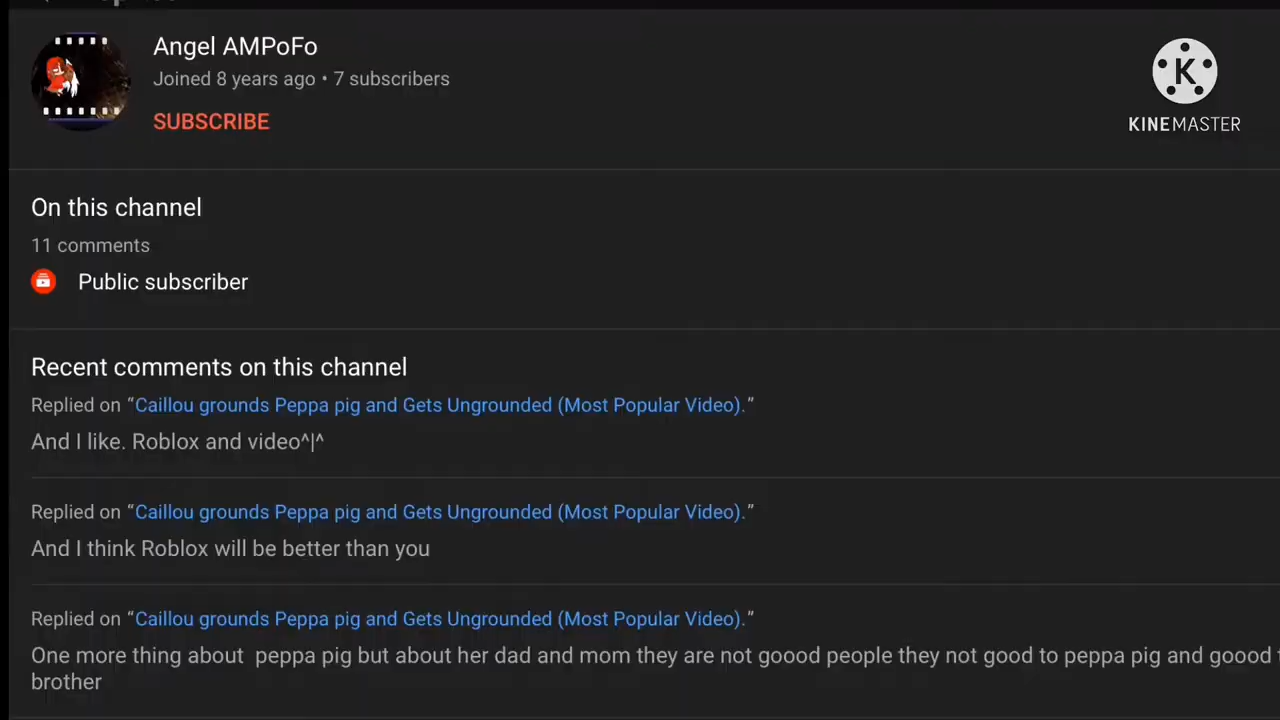 Angel AMPoFo
Joined 8 years ago • 7 subscribers
SUBSCRIBE
K
KINEMASTER
On this channel
11 comments
Public subscriber
Recent comments on this channel
Replied on “Caillou grounds Peppa pig and Gets Ungrounded (Most Popular Video).”
And I like. Roblox and video^|^
Replied on “Caillou grounds Peppa pig and Gets Ungrounded (Most Popular Video).”
And I think Roblox will be better than you
Replied on “Caillou grounds Peppa pig and Gets Ungrounded (Most Popular Video).”
One more thing about  peppa pig but about her dad and mom they are not goood people they not good to peppa pig and goood
brother